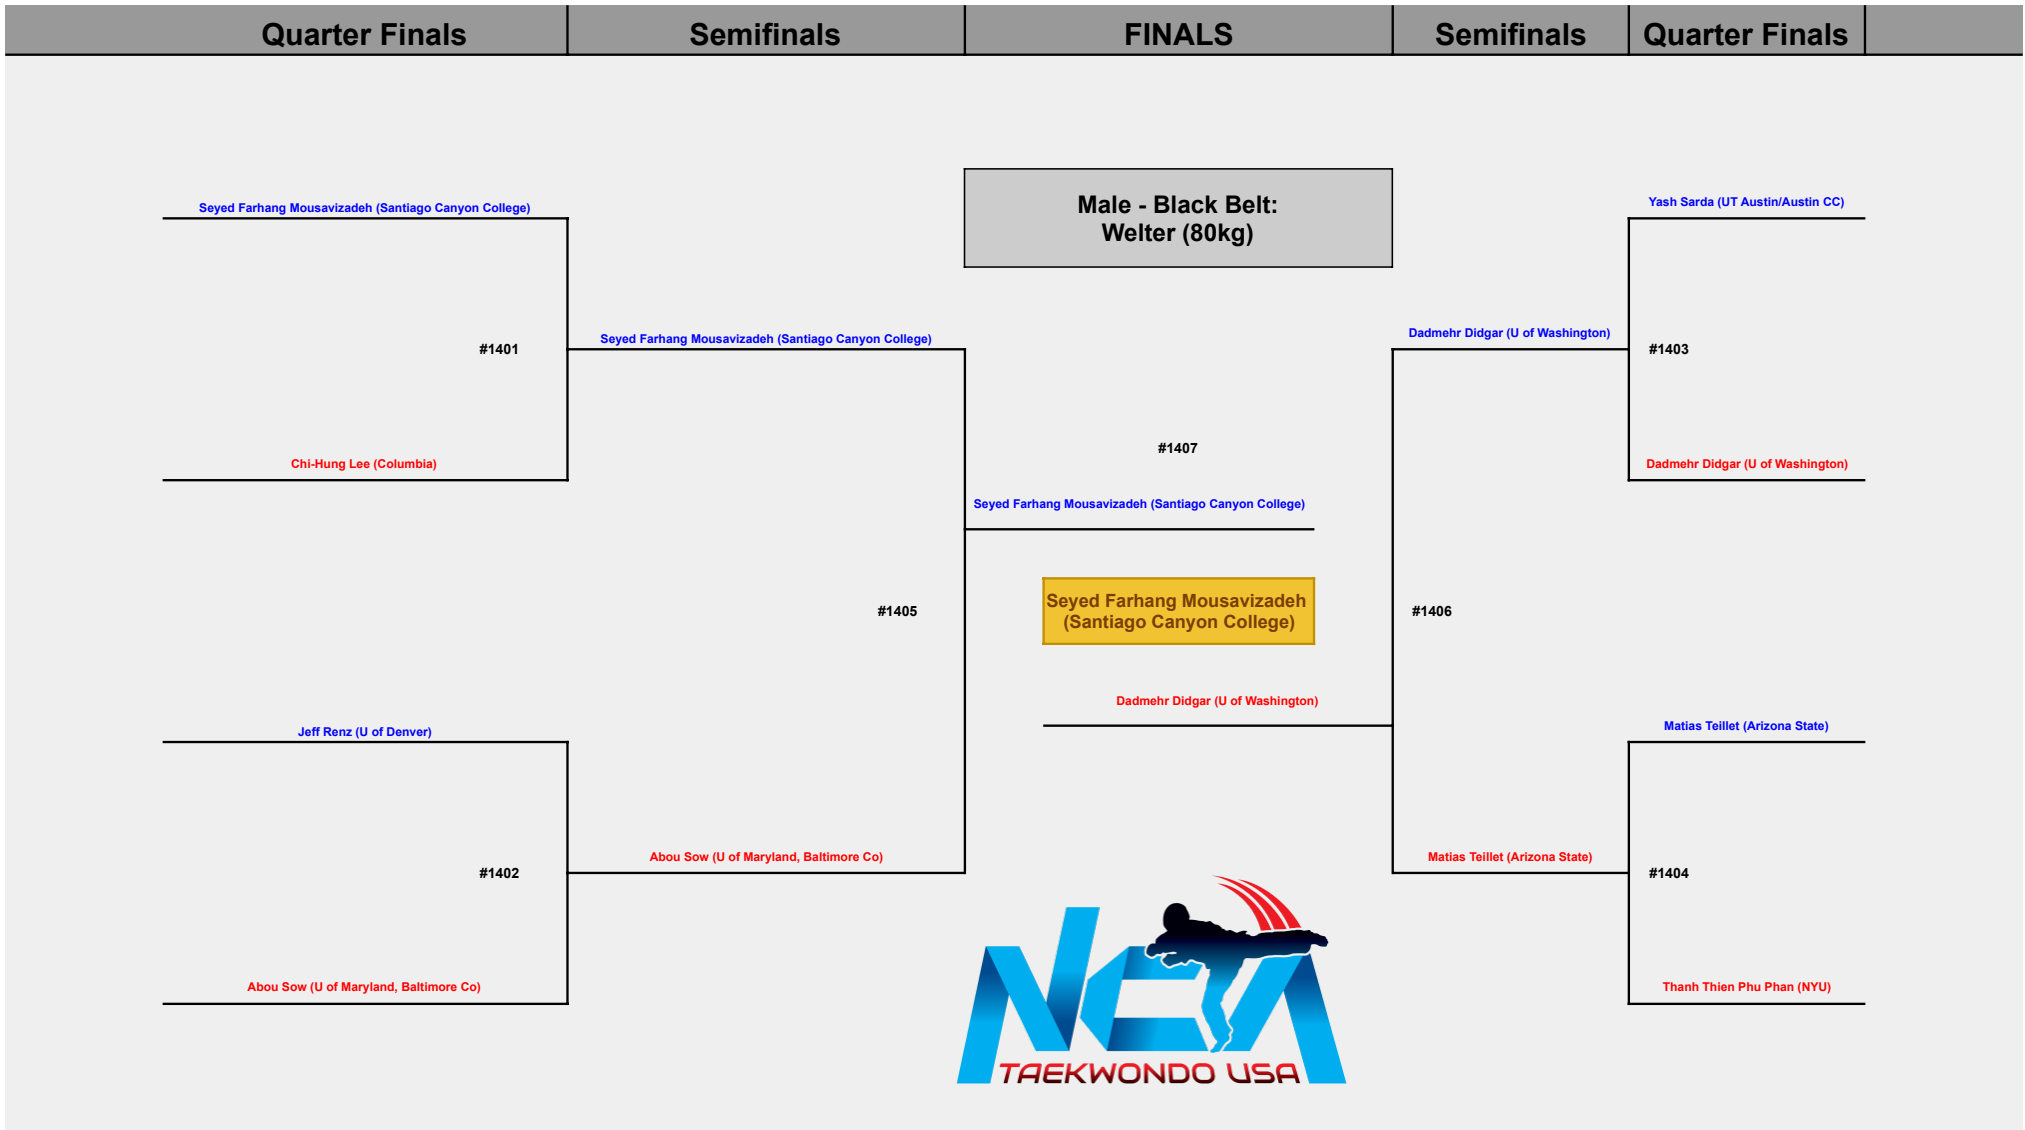 Quarter Finals
Semifinals
FINALS
Semifinals
Quarter Finals
Male - Black Belt:
Welter (80kg)
Seyed Farhang Mousavizadeh (Santiago Canyon College)
Yash Sarda (UT Austin/Austin CC)
Seyed Farhang Mousavizadeh (Santiago Canyon College)
Dadmehr Didgar (U of Washington)
#1401
#1403
#1407
Chi-Hung Lee (Columbia)
Dadmehr Didgar (U of Washington)
Seyed Farhang Mousavizadeh (Santiago Canyon College)
Seyed Farhang Mousavizadeh
(Santiago Canyon College)
#1405
#1406
Dadmehr Didgar (U of Washington)
Jeff Renz (U of Denver)
Matias Teillet (Arizona State)
Abou Sow (U of Maryland, Baltimore Co)
Matias Teillet (Arizona State)
#1402
#1404
Abou Sow (U of Maryland, Baltimore Co)
Thanh Thien Phu Phan (NYU)
NCTA
TAEKWONDO USA